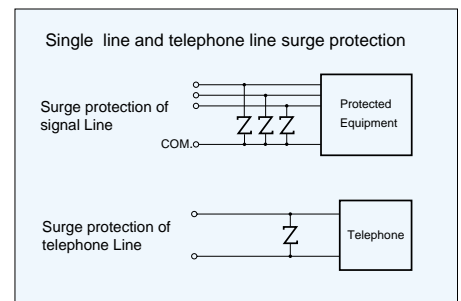 Single line and telephone line surge protection
Surge protection of
signal Line
Protected
Equipment
COM.
Surge protection of
telephone Line
Telephone